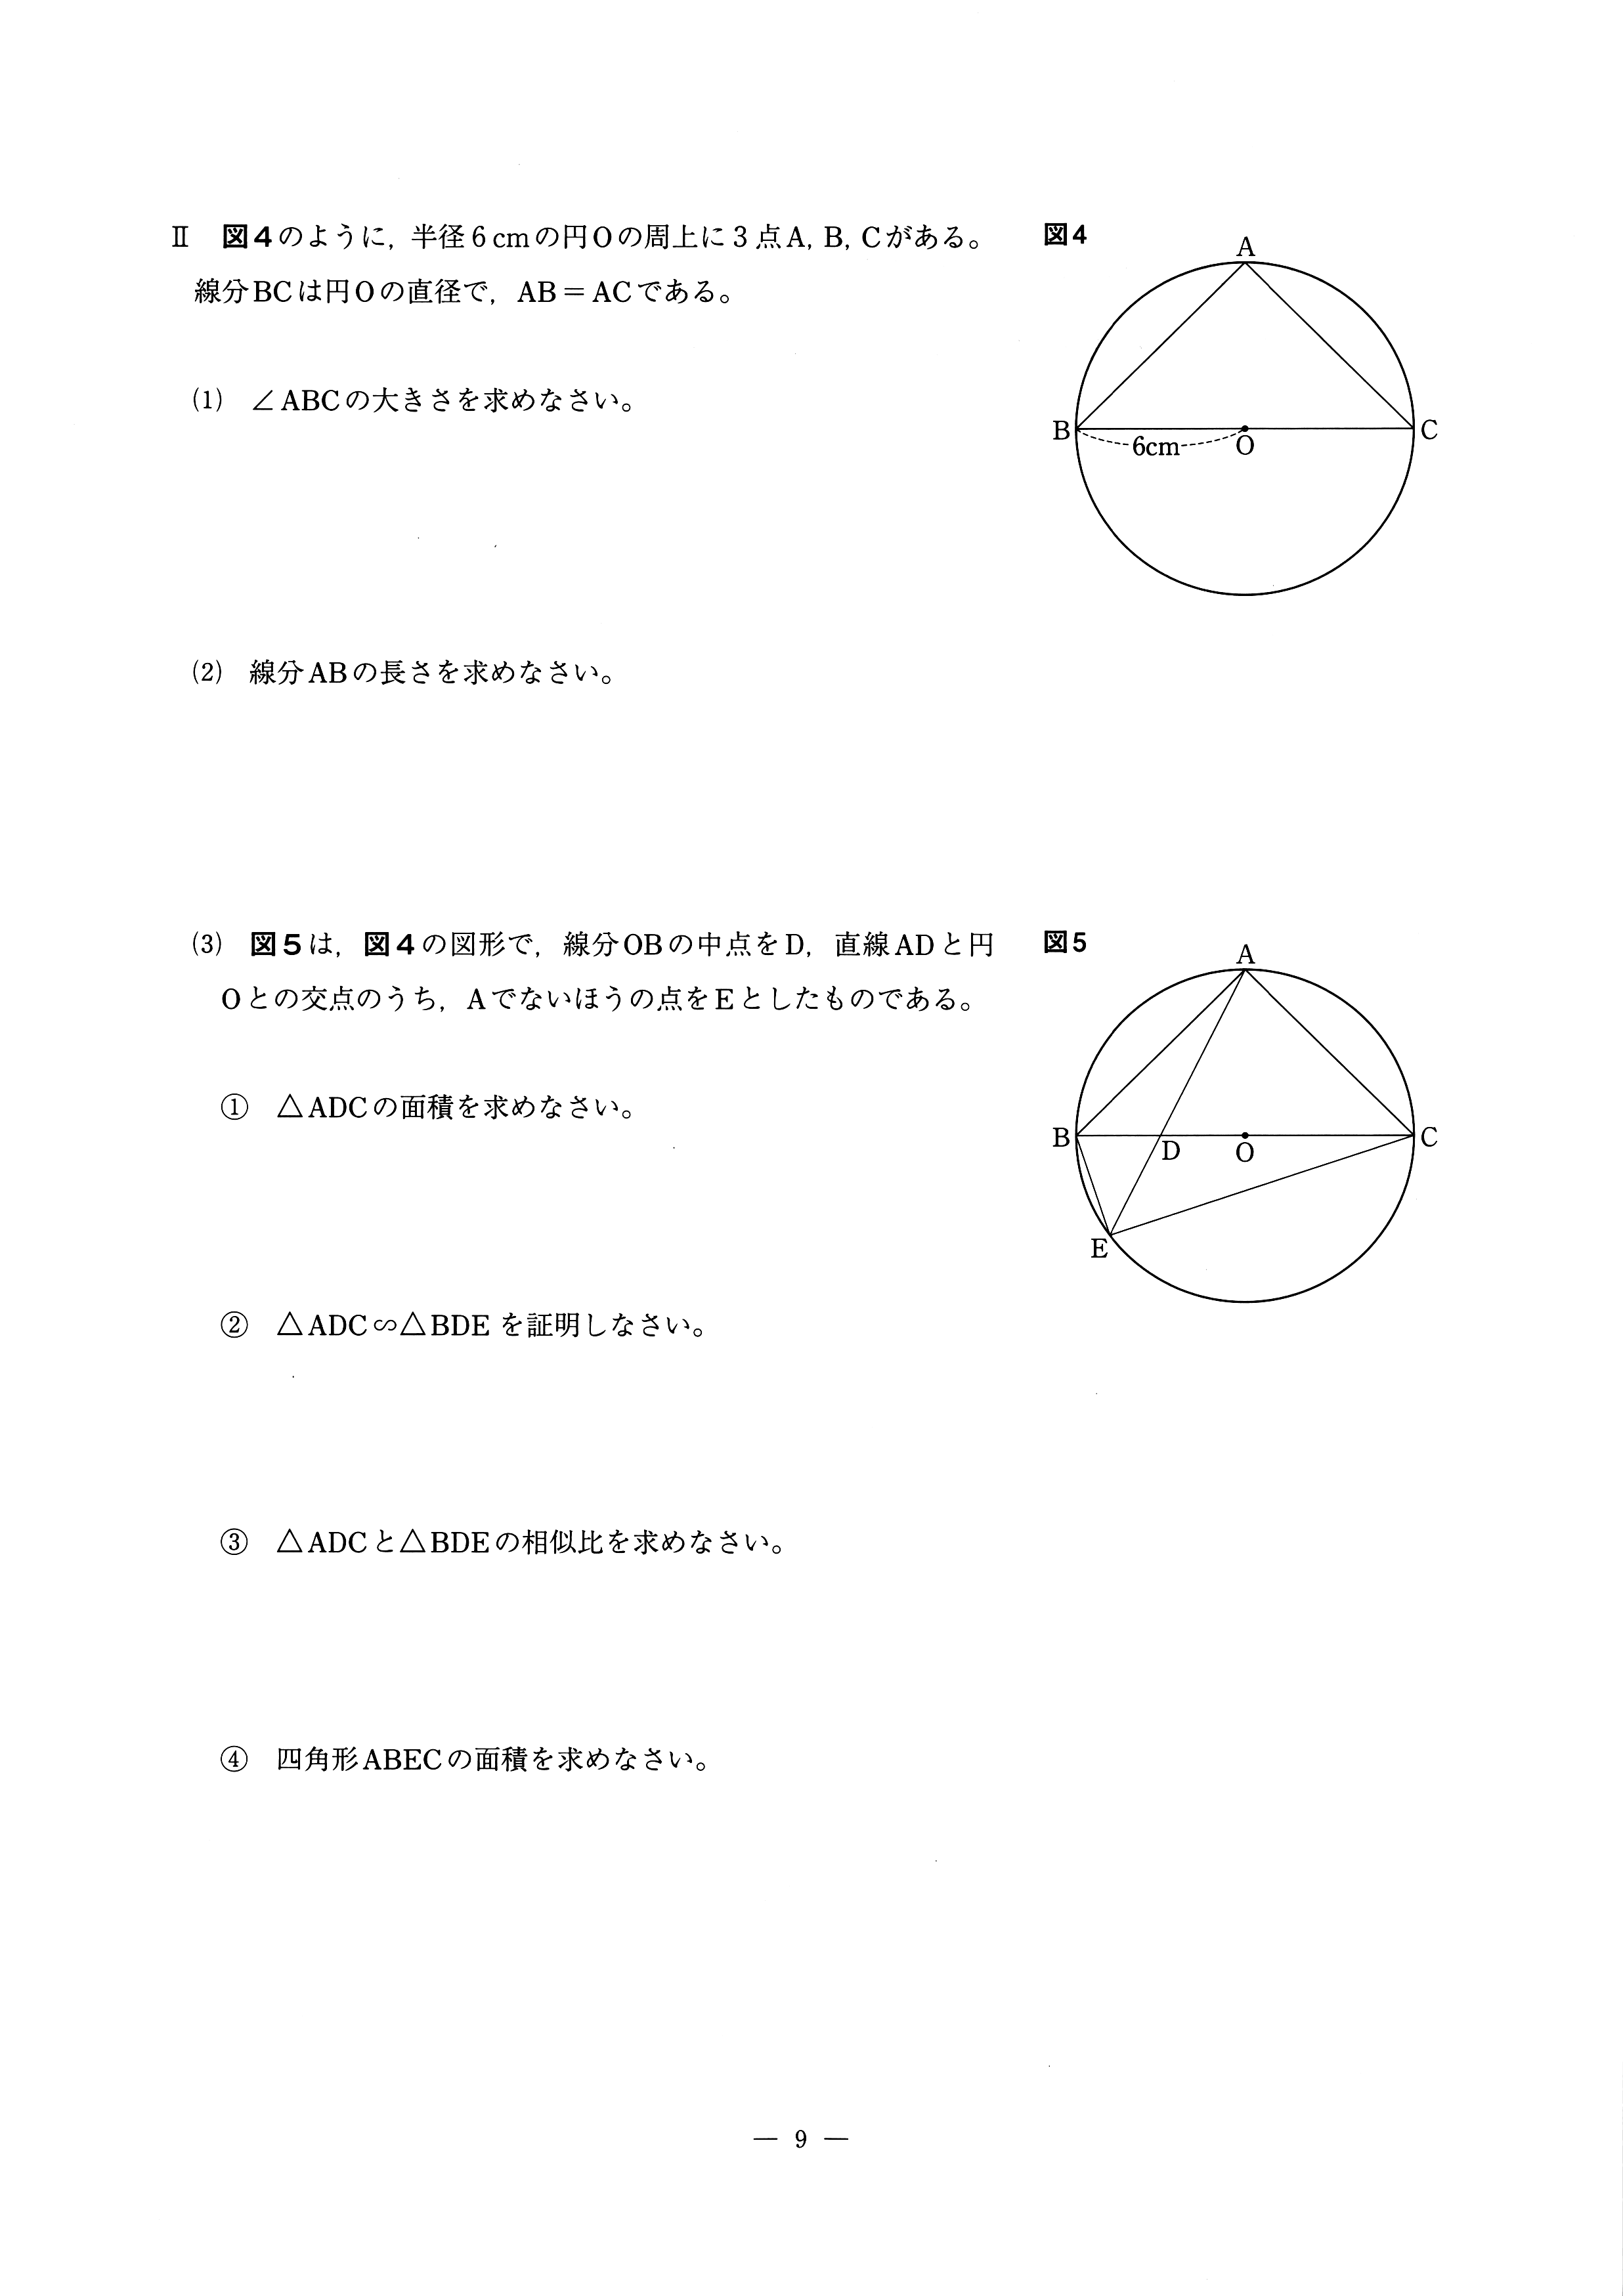 Ⅱ 図4のように，半径6cmの円Oの周上に3点A, B, Cがある。
線分BCは円Oの直径で，AB＝ACである。
図4
A
B
C
6cm
O
(1) ∠ABCの大きさを求めなさい。
(2) 線分ABの長さを求めなさい。
(3) 図5は，図4の図形で，線分OBの中点をD，直線ADと円
Oとの交点のうち，Aでないほうの点をEとしたものである。
図5
A
B
D
O
C
E
① △ADCの面積を求めなさい。
② △ADC∽△BDE を証明しなさい。
③ △ADCと△BDEの相似比を求めなさい。
④ 四角形ABECの面積を求めなさい。
— 9 —